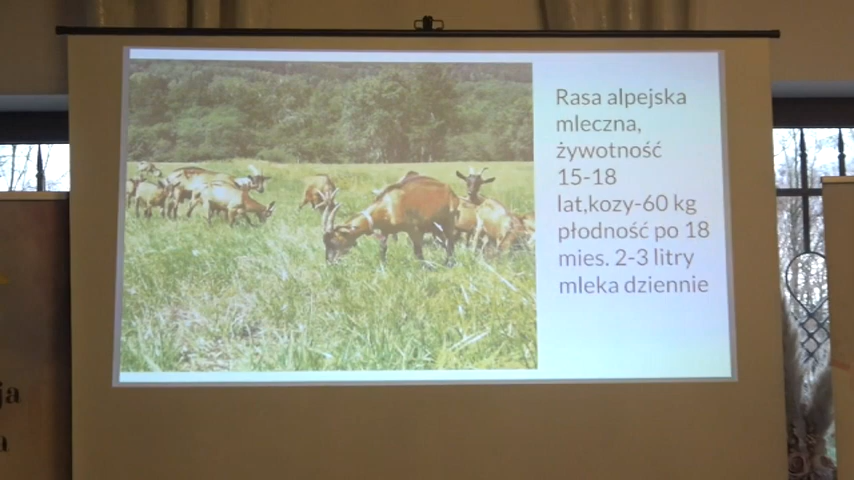 Rasa alpejska
mleczna,
żywotność
15-18
lat,kozy-60 kg
płodność po 18
mies. 2-3 litry
mleka dziennie
ja
a